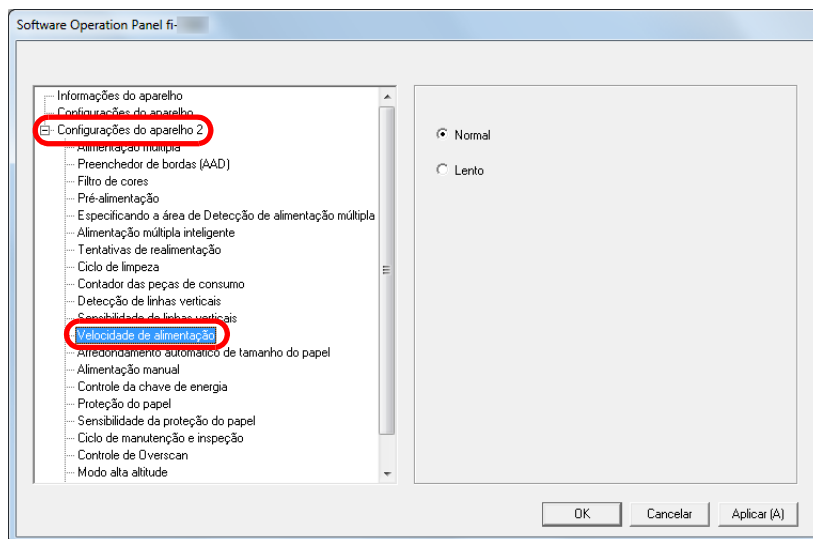 Software Operation Panel fi-
Informações do aparelho
Configurações do aparelho
Configurações do aparelho 2
Alimentação múltipla
Preenchedor de bordas (AAD)
Filtro de cores
Pré-alimentação
Especificando a área de Detecção de alimentação múltipla
Alimentação múltipla inteligente
Tentativas de realimentação
Ciclo de limpeza
Contador das peças de consumo
Detecção de linhas verticais
Sensibilidade de linhas verticais
Velocidade de alimentação
Arredondamento automático de tamanho do papel
Alimentação manual
Controle da chave de energia
Proteção do papel
Sensibilidade da proteção do papel
Ciclo de manutenção e inspeção
Controle de Overscan
Modo alta altitude
Normal
Lento
OK
Cancelar
Aplicar (A)